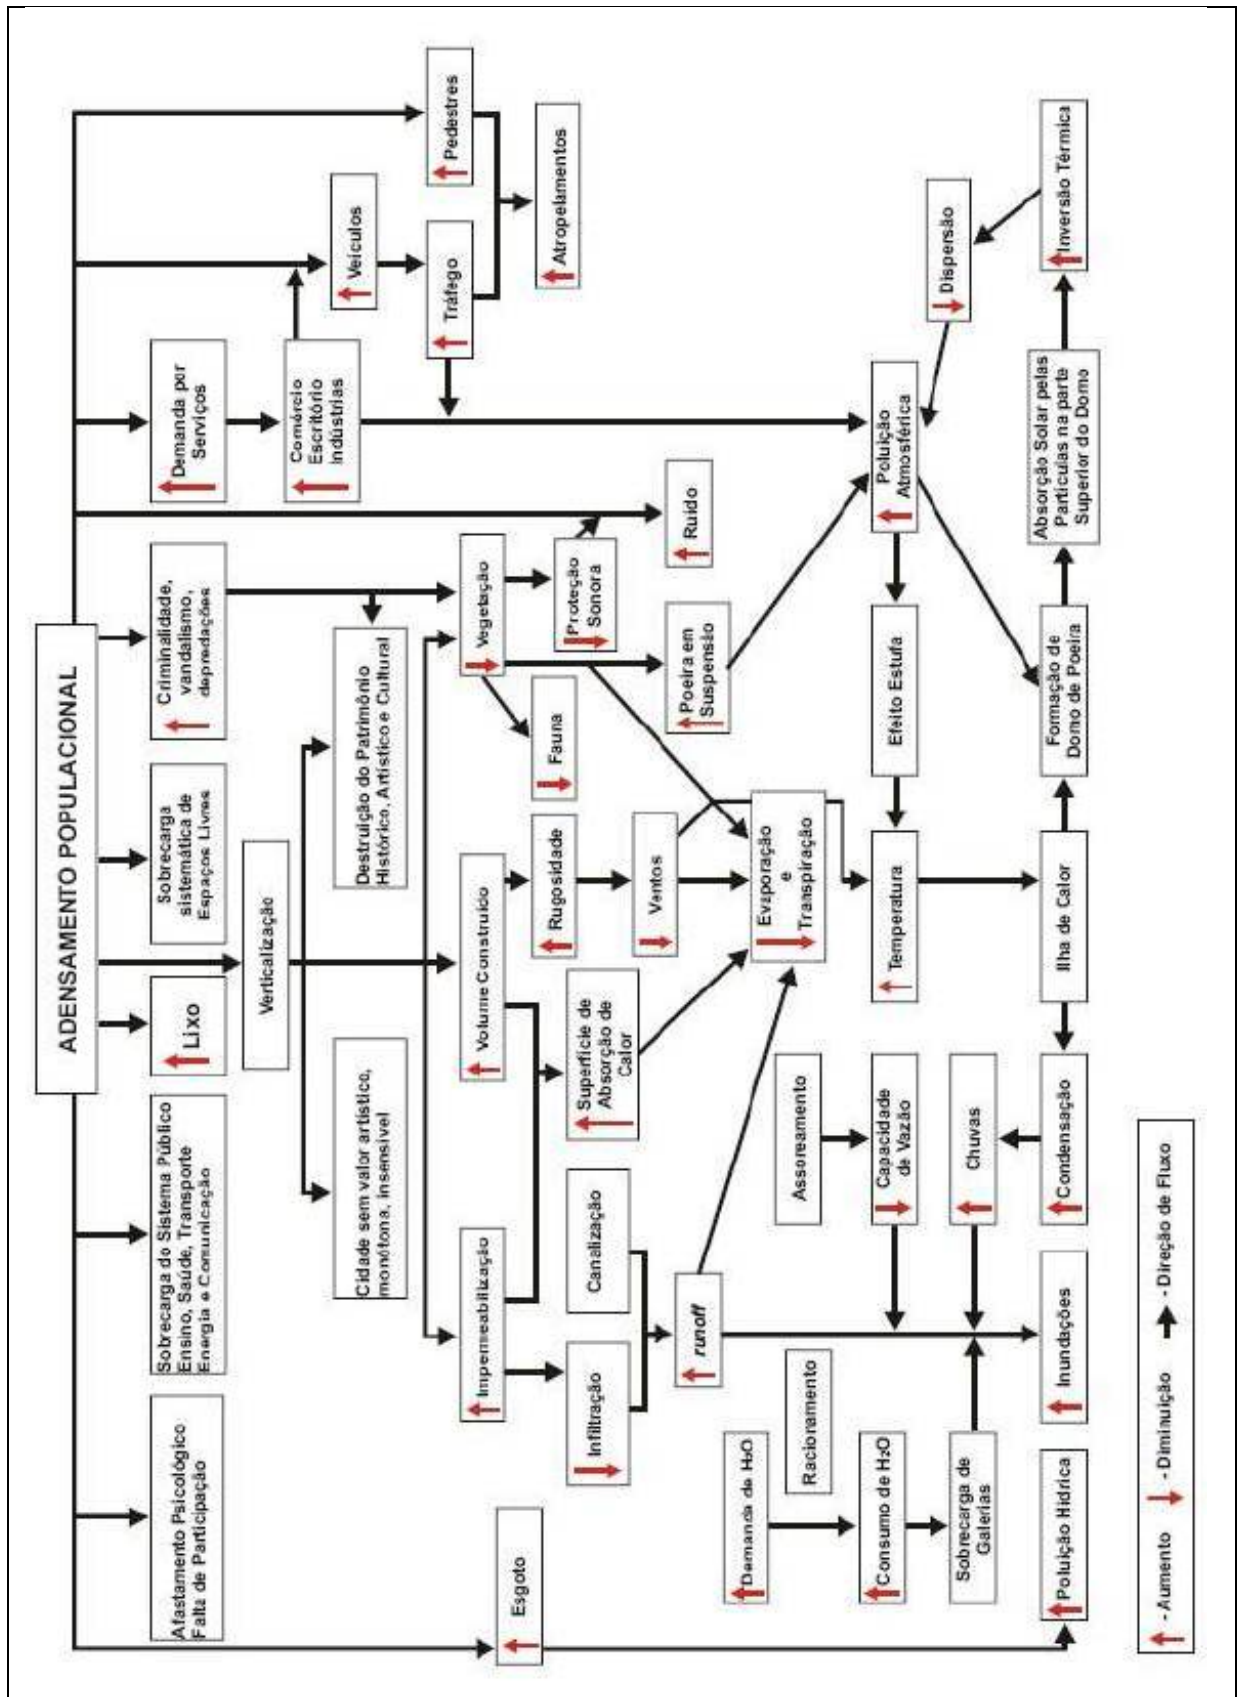 ADENSAMENTO POPULACIONAL
Afastamento Psicológico
Falta de Participação
Sobrecarga do Sistema Público
Ensino, Saúde, Transporte
Energia e Comunicação
Lixo
Sobrecarga
sistemática de
Espaços Livres
Criminalidade,
vandalismo,
depredações
Demanda por
Serviços
Verticalização
Comércio
Escritório
Indústrias
Veículos
Cidade sem valor artístico,
monótona, insensível
Destruição do Patrimônio
Histórico, Artístico e Cultural
Tráfego
Pedestres
Esgoto
Impermeabilização
Volume Construído
Vegetação
Infiltração
Canalização
Superfície de
Absorção de
Calor
Rugosidade
Fauna
Proteção
Sonora
Atropelamentos
runoff
Ventos
Poeira em
Suspensão
Ruído
Demanda de H2O
Racionamento
Assoreamento
Evaporação
e
Transpiração
Consumo de H2O
Capacidade
de Vazão
Temperatura
Efeito Estufa
Poluição
Atmosférica
Dispersão
Sobrecarga de
Galerias
Chuvas
Poluição Hídrica
Inundações
Condensação
Ilha de Calor
Formação de
Domo de Poeira
Absorção Solar pelas
Partículas na parte
Superior do Domo
Inversão Térmica
- Aumento
- Diminuição
- Direção de Fluxo